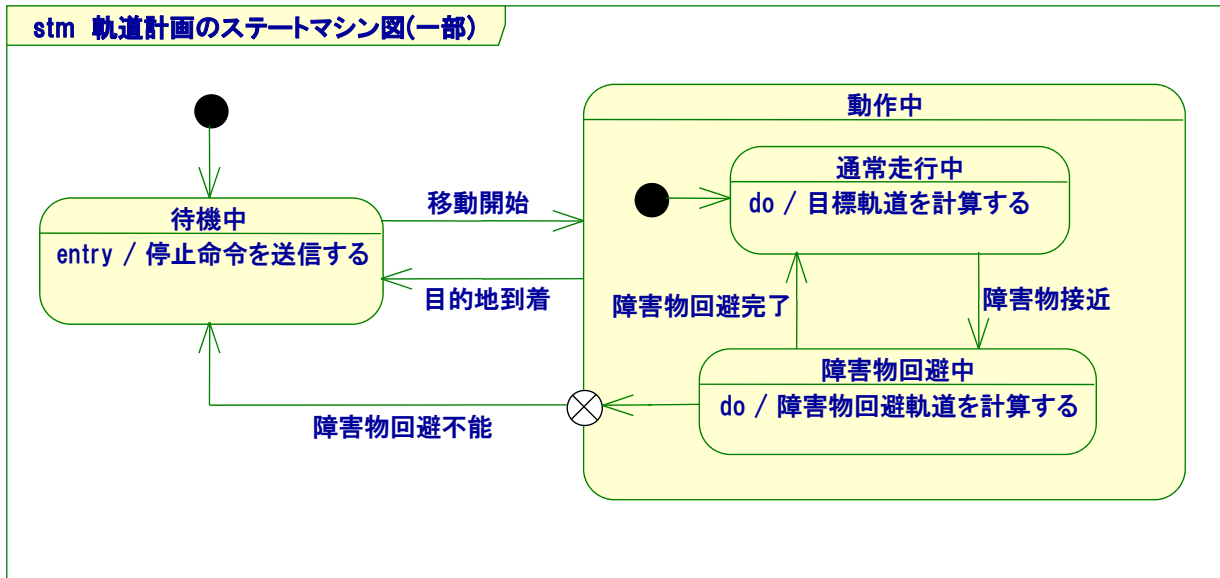 stm 軌道計画のステートマシン図(一部)
動作中
通常走行中
do / 目標軌道を計算する
移動開始
待機中
entry / 停止命令を送信する
目的地到着
障害物回避完了
障害物接近
障害物回避中
do / 障害物回避軌道を計算する
障害物回避不能